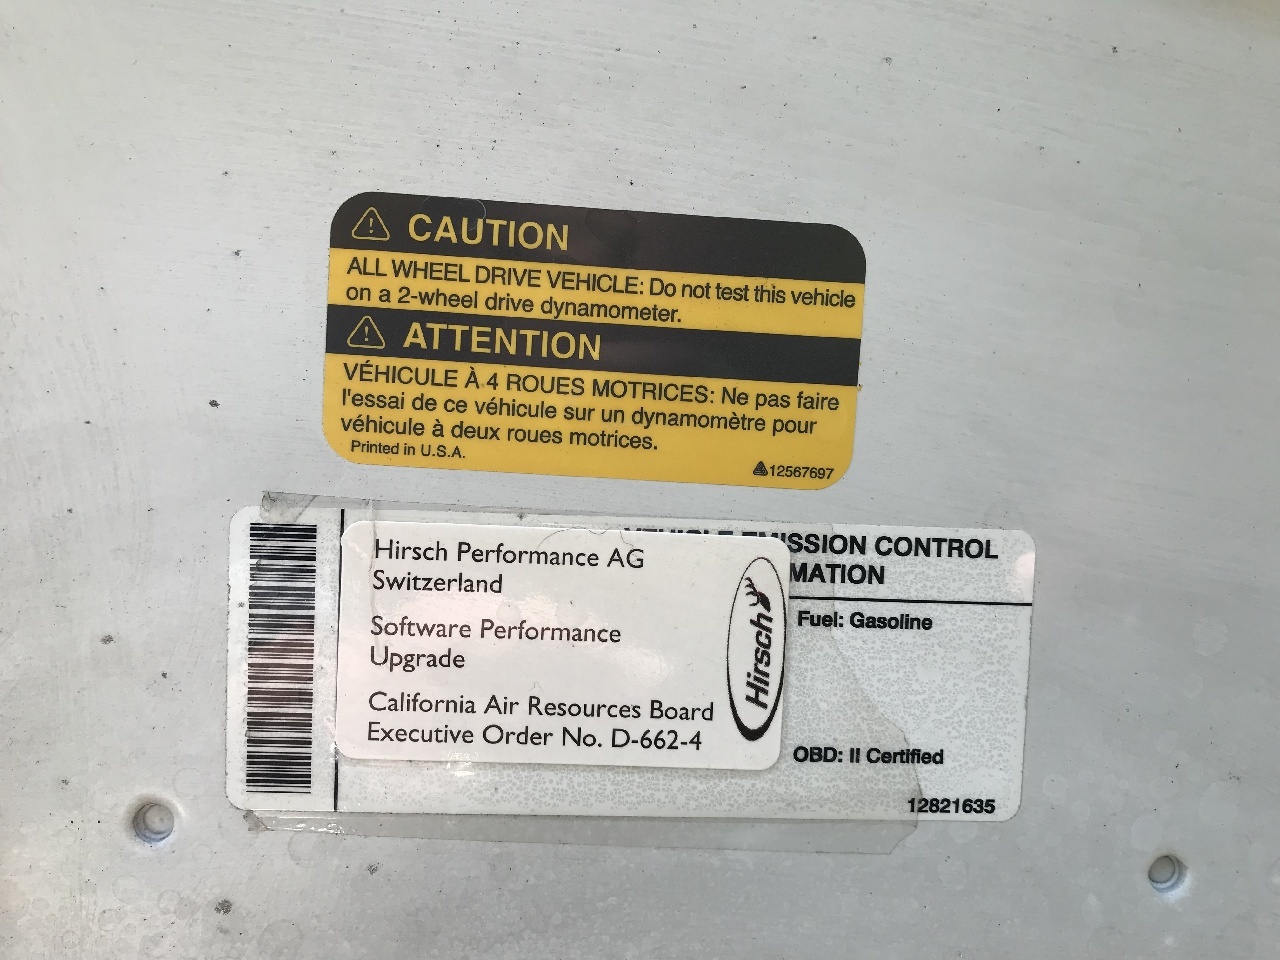 CAUTION
ALL WHEEL DRIVE VEHICLE: Do not test this vehicle
on a 2-wheel drive dynamometer.
ATTENTION
VÉHICULE À 4 ROUES MOTRICES: Ne pas faire
l'essai de ce véhicule sur un dynamomètre pour
véhicule à deux roues motrices.
Printed in U.S.A.
12567697
Hirsch Performance AG
Switzerland
Software Performance
Upgrade
California Air Resources Board
Executive Order No. D-662-4
Hirsch
VEHICLE EMISSION CONTROL
MATION
Fuel: Gasoline
OBD: II Certified
12821635